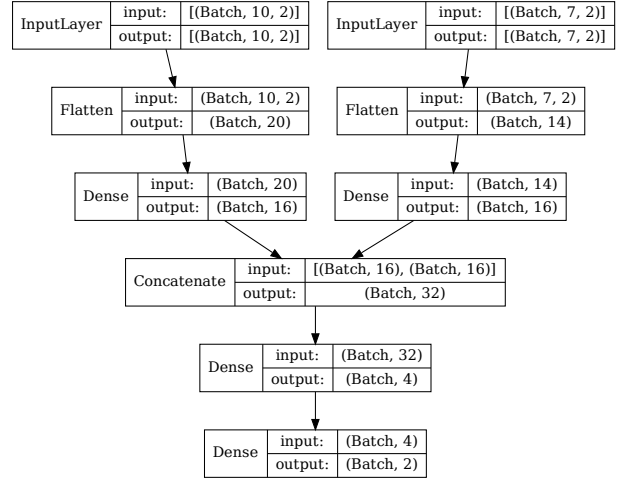 InputLayer input: [(Batch, 10, 2)]
output: [(Batch, 10, 2)]
InputLayer input: [(Batch, 7, 2)]
output: [(Batch, 7, 2)]
Flatten input: (Batch, 10, 2)
output: (Batch, 20)
Flatten input: (Batch, 7, 2)
output: (Batch, 14)
Dense input: (Batch, 20)
output: (Batch, 16)
Dense input: (Batch, 14)
output: (Batch, 16)
Concatenate input: [(Batch, 16), (Batch, 16)]
output: (Batch, 32)
Dense input: (Batch, 32)
output: (Batch, 4)
Dense input: (Batch, 4)
output: (Batch, 2)